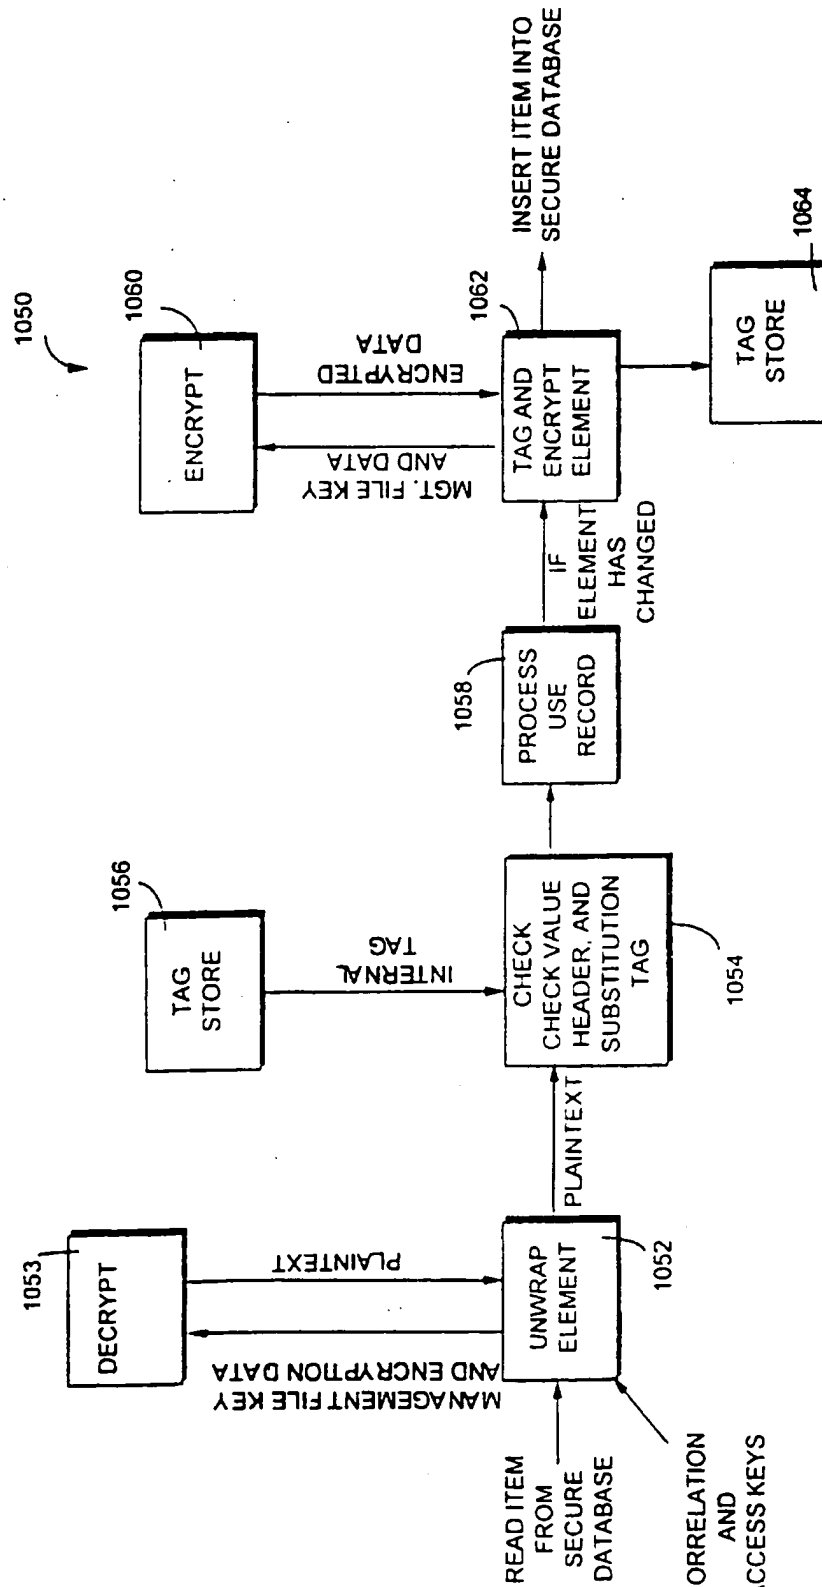 1050
1053
DECRYPT
1056
TAG
STORE
1060
ENCRYPT
MANAGEMENT FILE KEY
AND ENCRYPTION DATA
PLAINTEXT
INTERNAL
TAG
MGT. FILE KEY
AND DATA
ENCRYPTED
DATA
READ ITEM
FROM
SECURE
DATABASE
ORRELATION
AND
CCESS KEYS
UNWRAP
ELEMENT
1052
PLAINTEXT
CHECK
CHECK VALUE
HEADER, AND
SUBSTITUTION
TAG
1054
1058
PROCESS
USE
RECORD
IF
ELEMENT
HAS
CHANGED
1062
TAG AND
ENCRYPT
ELEMENT
INSERT ITEM INTO
SECURE DATABASE
TAG
STORE
1064